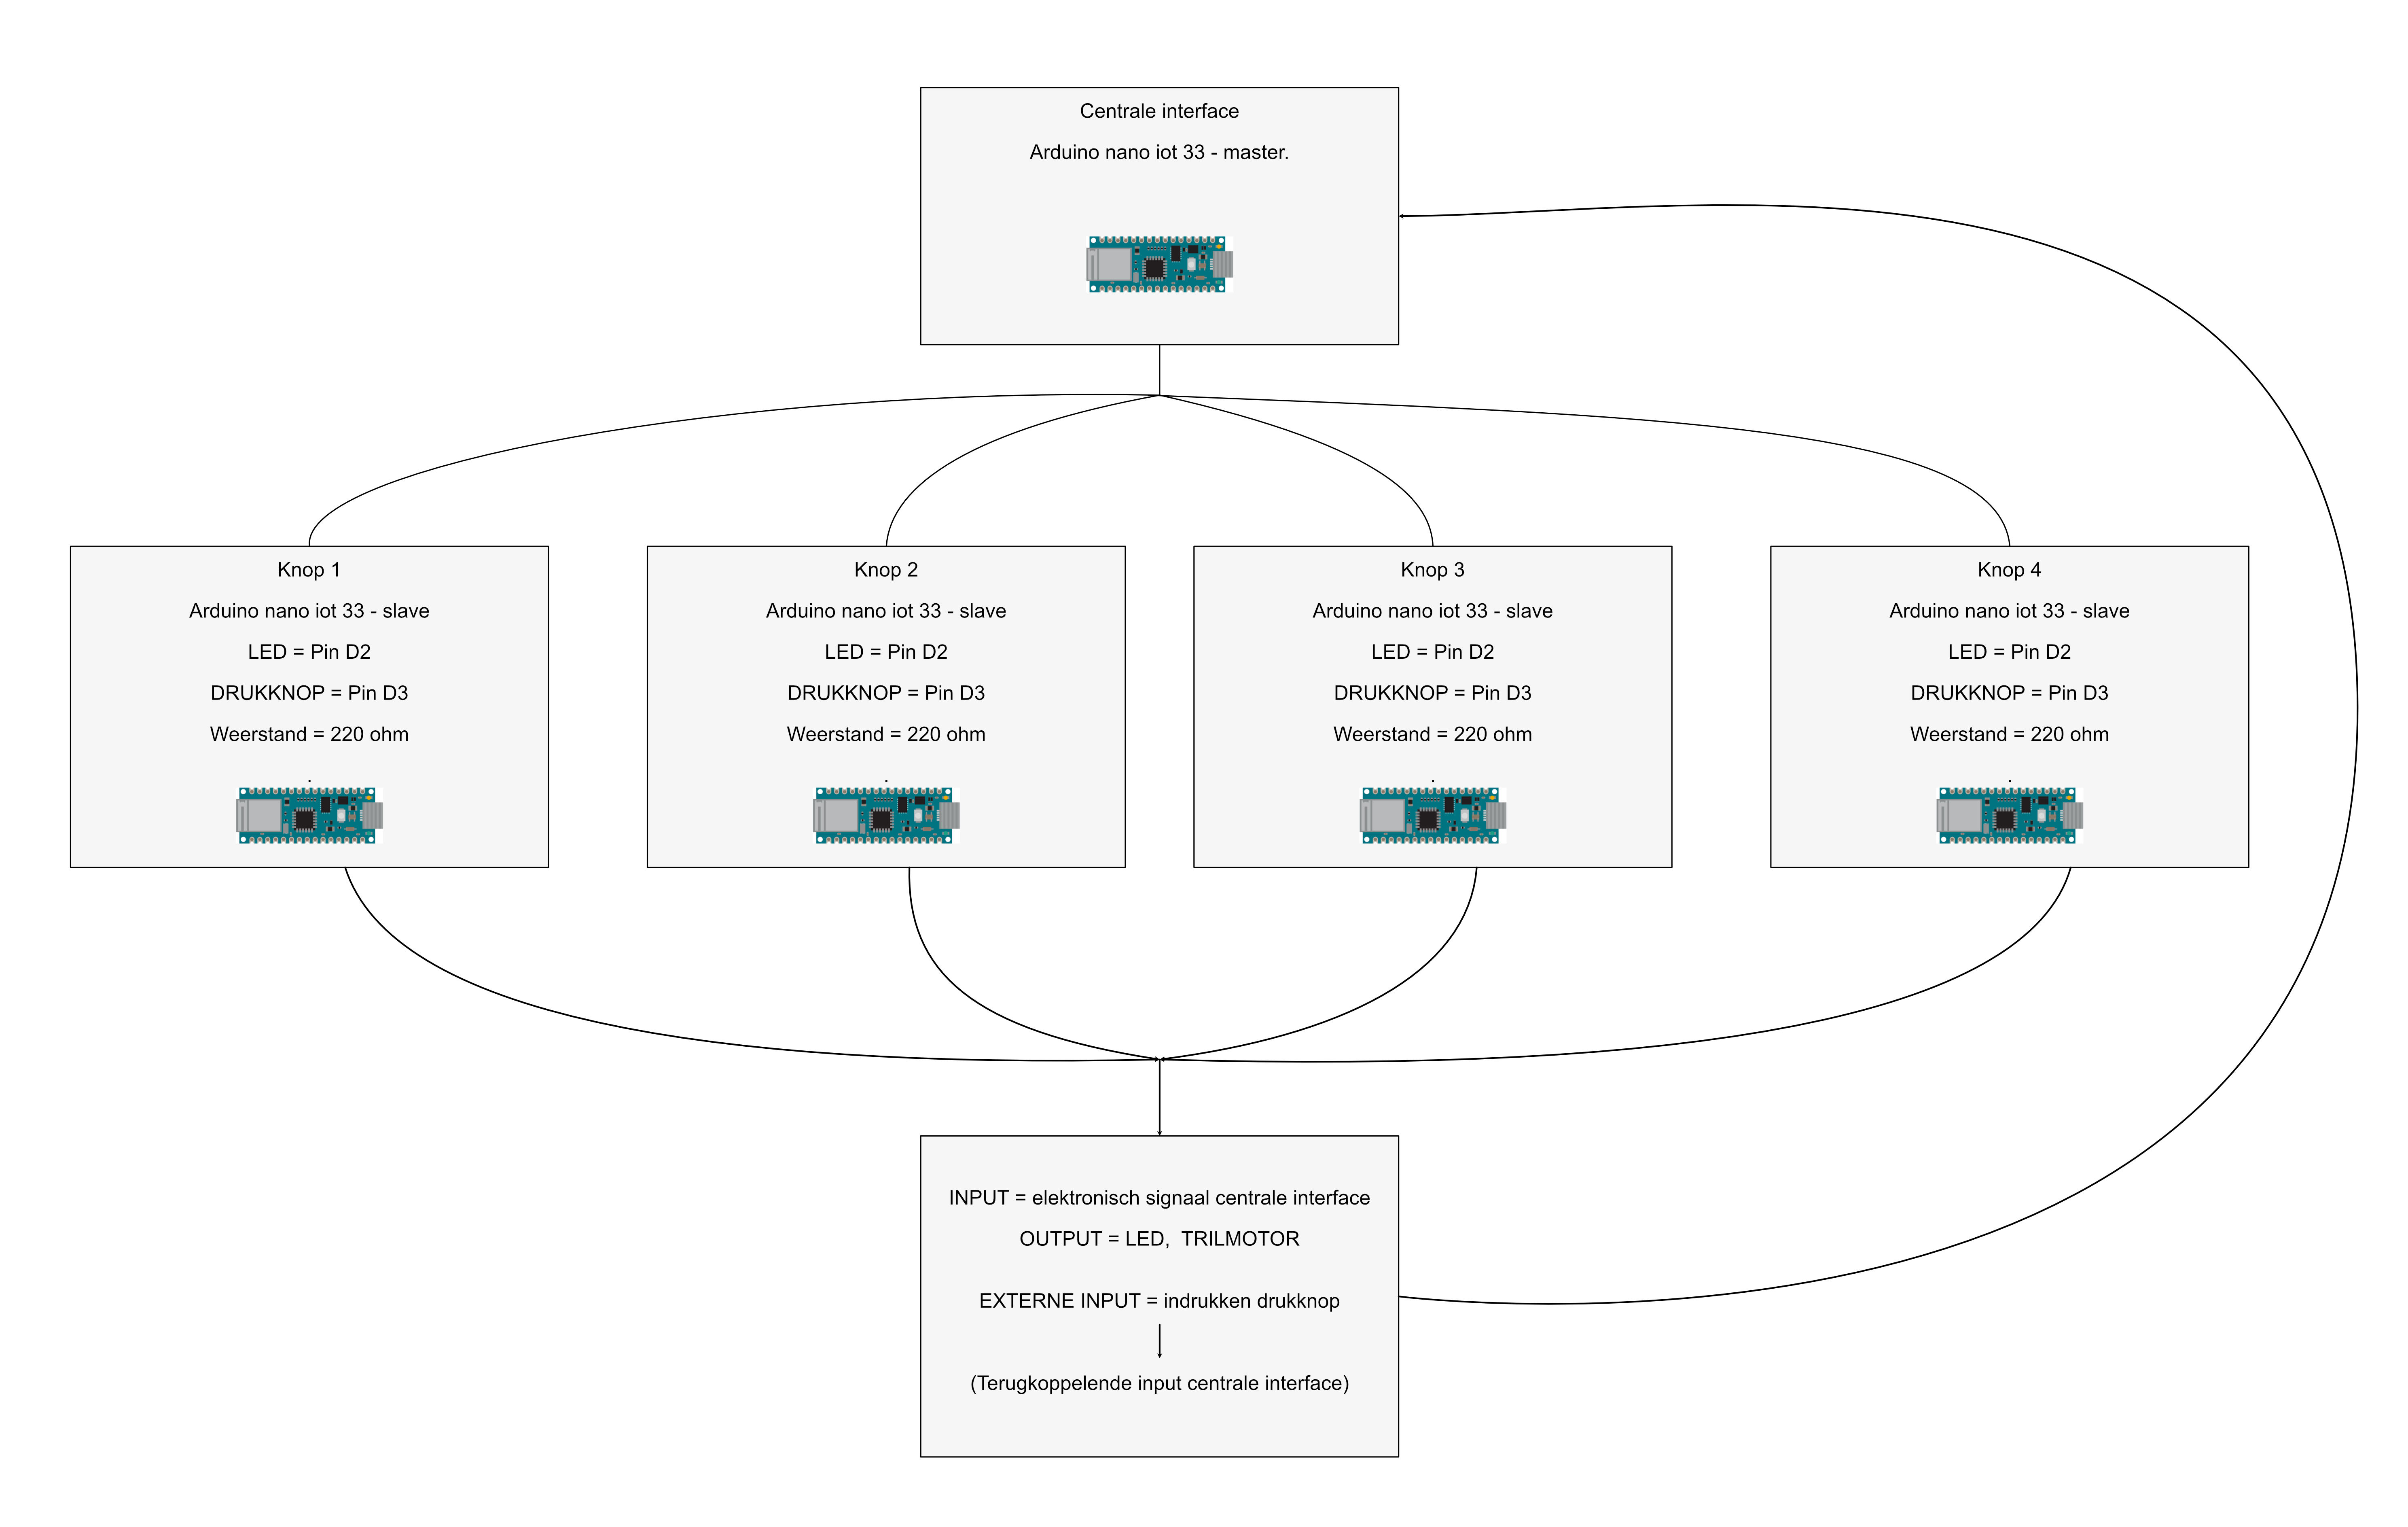 Centrale interface
Arduino nano iot 33 - master.
Knop 1
Arduino nano iot 33 - slave
LED = Pin D2
DRUKKNOP = Pin D3
Weerstand = 220 ohm
.
Knop 2
Arduino nano iot 33 - slave
LED = Pin D2
DRUKKNOP = Pin D3
Weerstand = 220 ohm
.
Knop 3
Arduino nano iot 33 - slave
LED = Pin D2
DRUKKNOP = Pin D3
Weerstand = 220 ohm
.
Knop 4
Arduino nano iot 33 - slave
LED = Pin D2
DRUKKNOP = Pin D3
Weerstand = 220 ohm
.
INPUT = elektronisch signaal centrale interface
OUTPUT = LED,  TRILMOTOR
EXTERNE INPUT = indrukken drukknop
(Terugkoppelende input centrale interface)